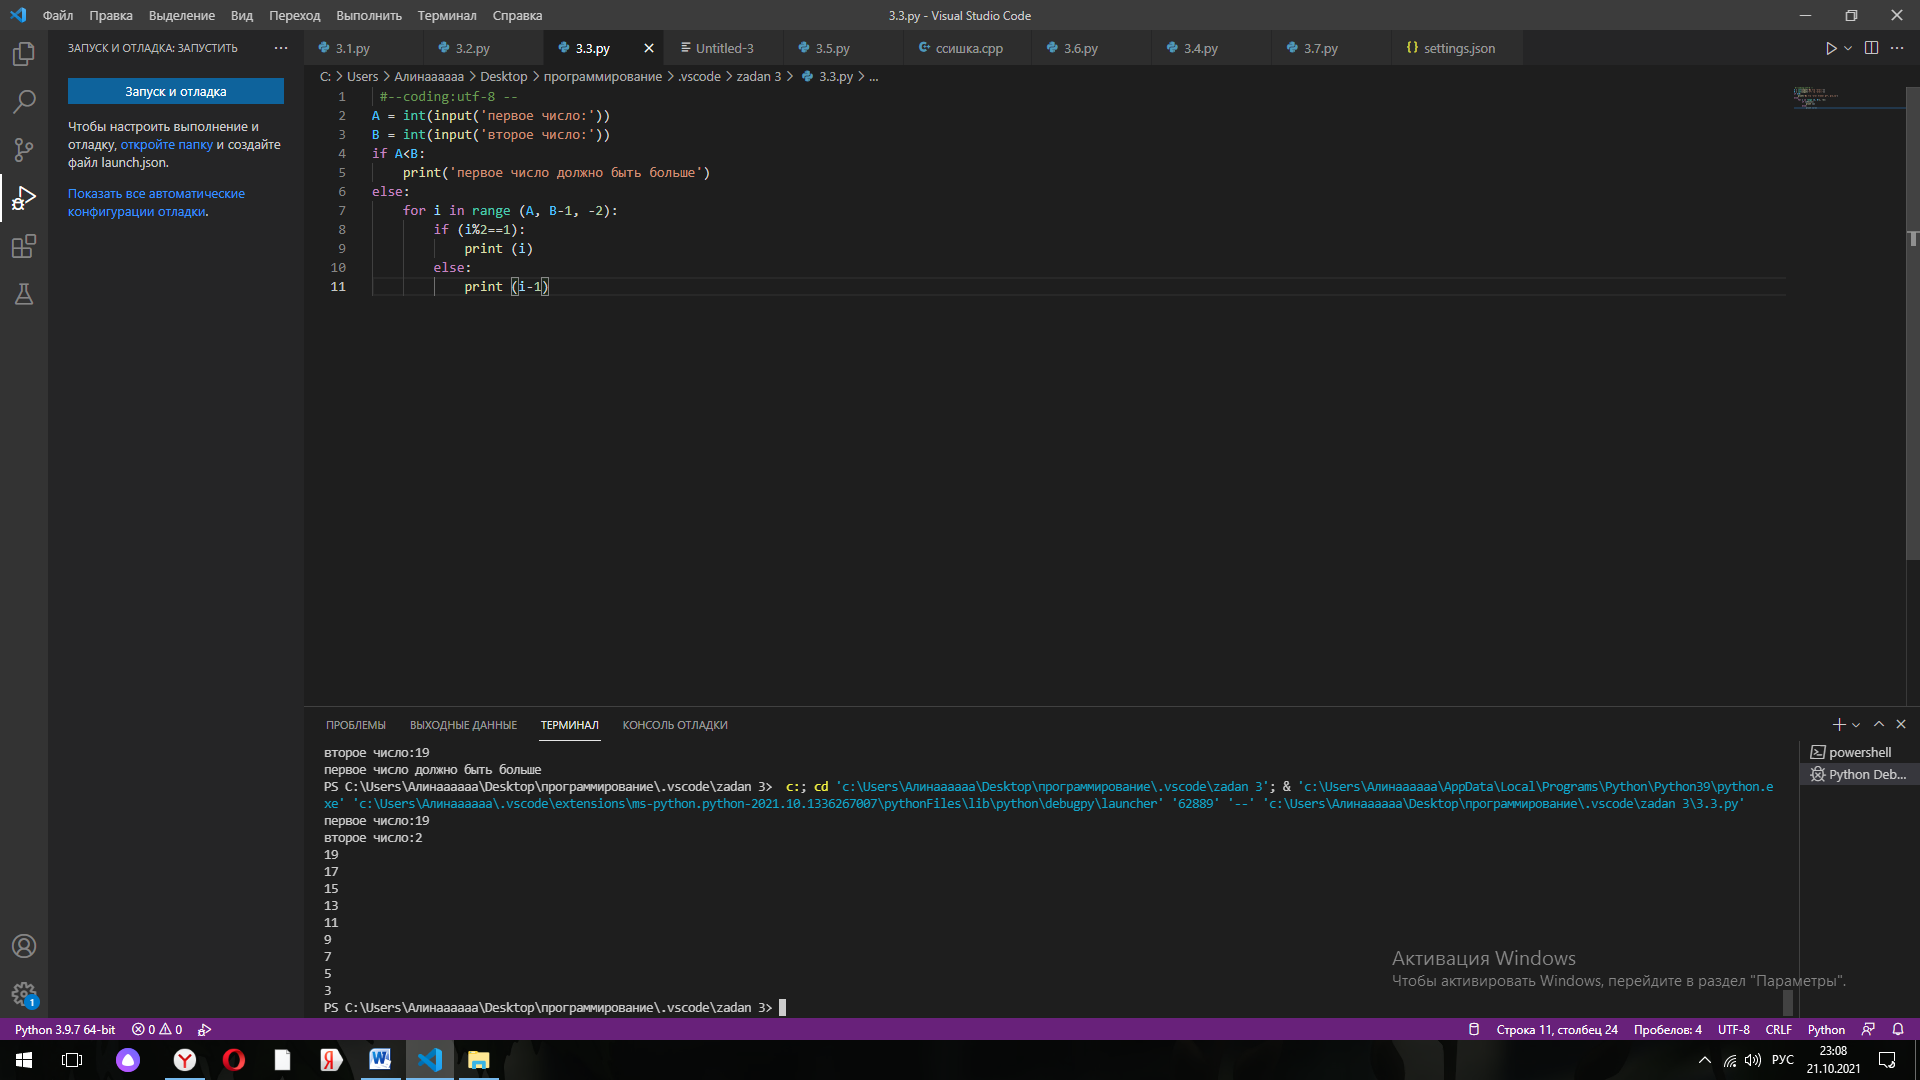 Файл Правка Выделение Вид Переход Выполнить Терминал Справка
3.3.py - Visual Studio Code
ЗАПУСК И ОТЛАДКА: ЗАПУСТИТЬ
3.1.py 3.2.py 3.3.py Untitled-3 3.5.py ссишка.cpp 3.6.py 3.4.py 3.7.py settings.json
C: > Users > Алинаааааа > Desktop > программирование > .vscode > zadan 3 > 3.3.py > ...
Запуск и отладка
Чтобы настроить выполнение и
отладку, откройте папку и создайте
файл launch.json.
Показать все автоматические
конфигурации отладки.
1 #--coding:utf-8 --
2 A = int(input('первое число:'))
3 B = int(input('второе число:'))
4 if A<B:
5 print('первое число должно быть больше')
6 else:
7 for i in range (A, B-1, -2):
8 if (i%2==1):
9 print (i)
10 else:
11 print (i-1)
ПРОБЛЕМЫ ВЫХОДНЫЕ ДАННЫЕ ТЕРМИНАЛ КОНСОЛЬ ОТЛАДКИ
powershell
Python Deb...
второе число:19
первое число должно быть больше
PS C:\Users\Алинаааааа\Desktop\программирование\.vscode\zadan 3> c:; cd 'c:\Users\Алинаааааа\Desktop\программирование\.vscode\zadan 3'; & 'c:\Users\Алинаааааа\AppData\Local\Programs\Python\Python39\python.e
xe' 'c:\Users\Алинаааааа\.vscode\extensions\ms-python.python-2021.10.1336267007\pythonFiles\lib\python\debugpy\launcher' '62889' '--' 'c:\Users\Алинаааааа\Desktop\программирование\.vscode\zadan 3\3.3.py'
первое число:19
второе число:2
19
17
15
13
11
9
7
5
3
PS C:\Users\Алинаааааа\Desktop\программирование\.vscode\zadan 3>
Активация Windows
Чтобы активировать Windows, перейдите в раздел "Параметры".
1
Python 3.9.7 64-bit 0 0 Строка 11, столбец 24 Пробелов: 4 UTF-8 CRLF Python
РУС
23:08
21.10.2021